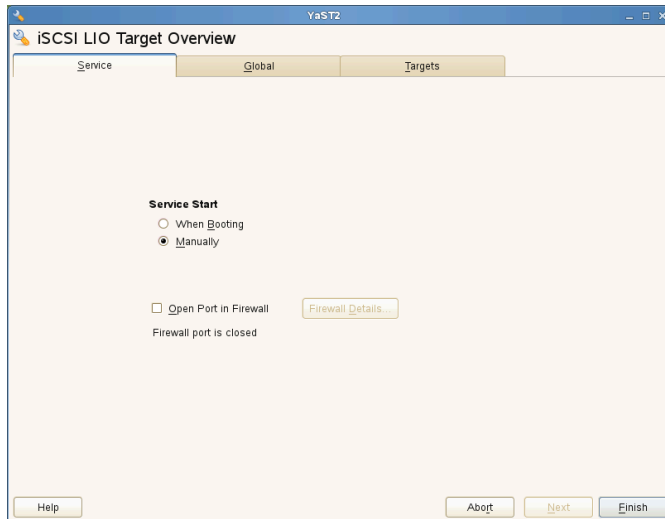 YaST2
iSCSI LIO Target Overview
Service Global Targets
Service Start
When Booting
Manually
Open Port in Firewall Firewall Details...
Firewall port is closed
Help Abort Next Finish